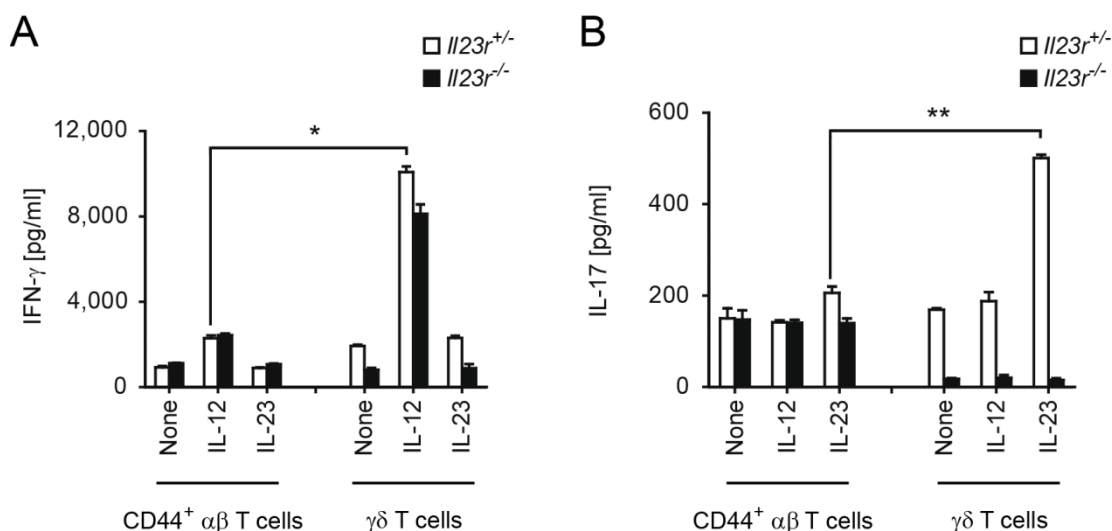 A
Il23r+/-
Il23r-/-
IFN-γ [pg/ml]
12,000
8,000
4,000
0
*
None
IL-12
IL-23
None
IL-12
IL-23
CD44+ αβ T cells
γδ T cells
B
Il23r+/-
Il23r-/-
IL-17 [pg/ml]
600
400
200
0
**
None
IL-12
IL-23
None
IL-12
IL-23
CD44+ αβ T cells
γδ T cells